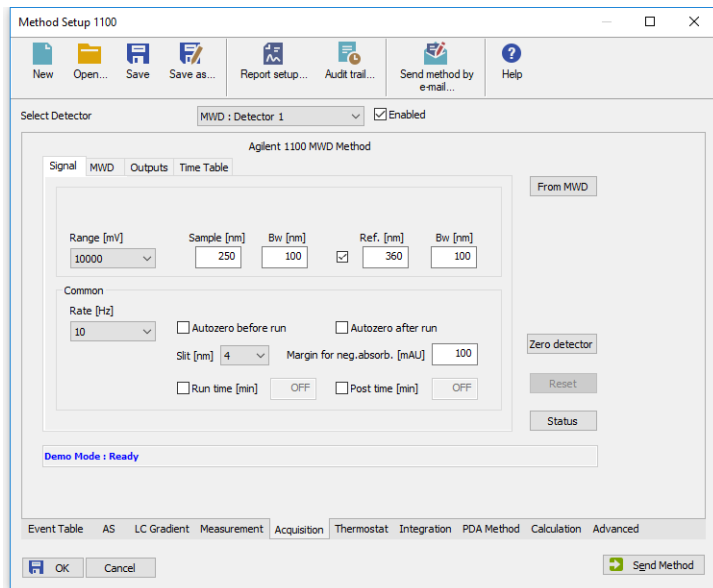 Method Setup 1100
New Open... Save Save as... Report setup... Audit trail... Send method by e-mail... Help
Select Detector MWD : Detector 1 Enabled
Agilent 1100 MWD Method
Signal MWD Outputs Time Table
From MWD
Range [mV] Sample [nm] Bw [nm] Ref. [nm] Bw [nm]
10000 250 100 360 100
Common
Rate [Hz]
10 Autozero before run Autozero after run
Zero detector
Slit [nm] 4 Margin for neg.absorb. [mAU] 100
Run time [min] OFF Post time [min] OFF
Reset
Status
Demo Mode : Ready
Event Table AS LC Gradient Measurement Acquisition Thermostat Integration PDA Method Calculation Advanced
OK Cancel Send Method